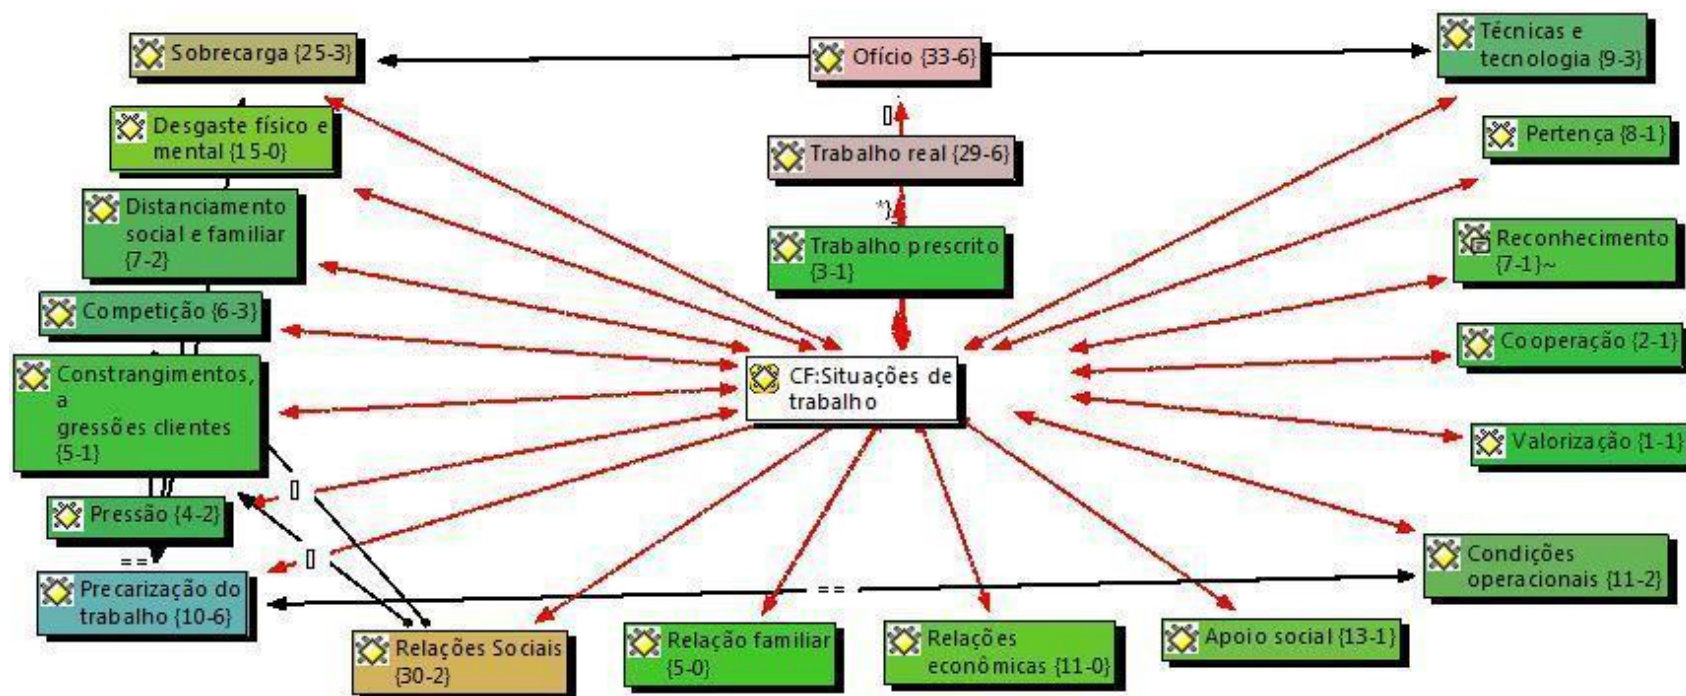 Sobrecarga {25-3}
Ofício {33-6}
Técnicas e
tecnologia {9-3}
Desgaste físico e
mental {15-0}
[]
Trabalho real {29-6}
Pertença {8-1}
Distanciamento
social e familiar
{7-2}
*}
Trabalho prescrito
{3-1}
Reconhecimento
{7-1}~
Competição {6-3}
Cooperação {2-1}
Constrangimentos,
a
gressões clientes
{5-1}
CF:Situações de
trabalho
Valorização {1-1}
[]
Pressão {4-2}
[]
==
Condições
operacionais {11-2}
Precarização do
trabalho {10-6}
==
Relações Sociais
{30-2}
Relação familiar
{5-0}
Relações
econômicas {11-0}
Apoio social {13-1}